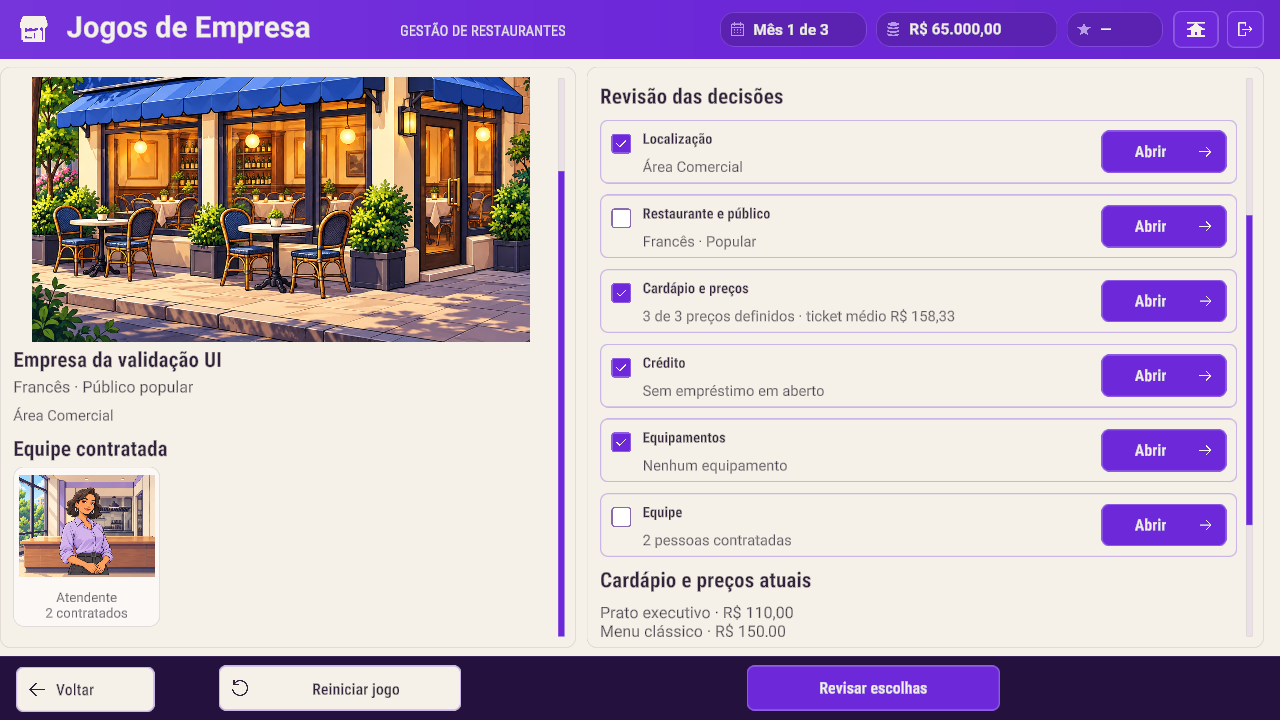 Jogos de Empresa
GESTÃO DE RESTAURANTES
Mês 1 de 3
R$ 65.000,00
–
Empresa da validação UI
Francês · Público popular
Área Comercial
Equipe contratada
Atendente
2 contratados
Revisão das decisões
Localização
Área Comercial
Abrir
Restaurante e público
Francês · Popular
Abrir
Cardápio e preços
3 de 3 preços definidos · ticket médio R$ 158,33
Abrir
Crédito
Sem empréstimo em aberto
Abrir
Equipamentos
Nenhum equipamento
Abrir
Equipe
2 pessoas contratadas
Abrir
Cardápio e preços atuais
Prato executivo · R$ 110,00
Menu clássico · R$ 150,00
Voltar
Reiniciar jogo
Revisar escolhas